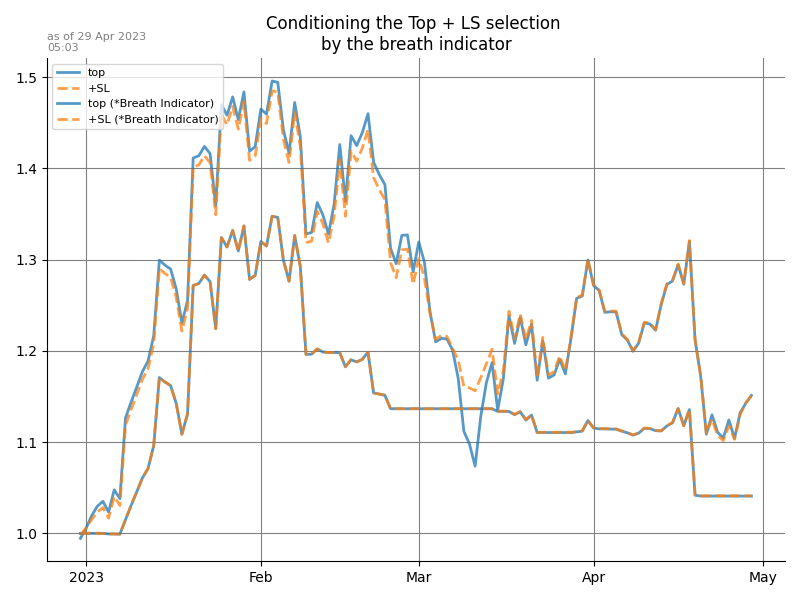 Conditioning the Top + LS selection
by the breath indicator
as of 29 Apr 2023
05:03
top
+SL
top (*Breath Indicator)
+SL (*Breath Indicator)
1.5
1.4
1.3
1.2
1.1
1.0
2023 Feb Mar Apr May